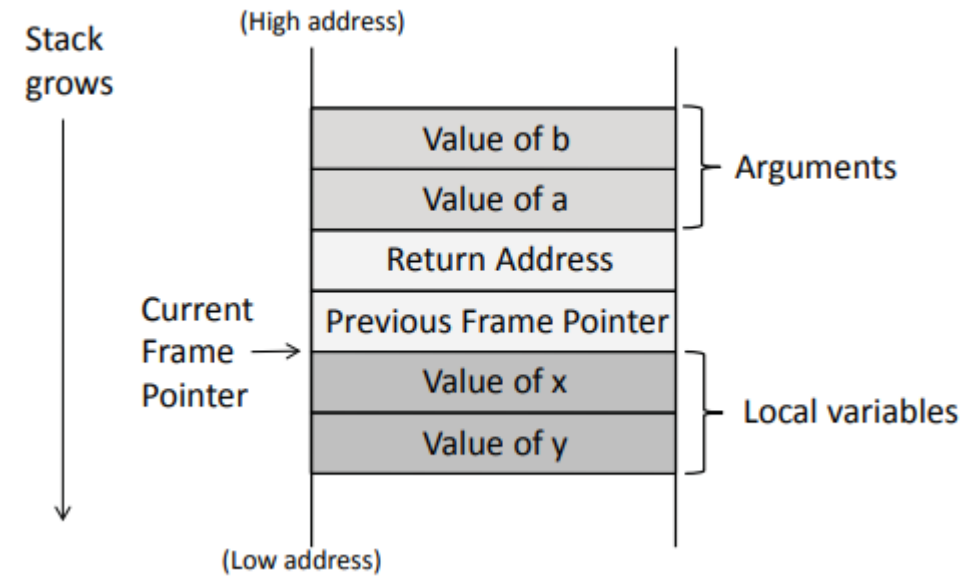 (High address)
Stack
grows
Value of b
Value of a
Arguments
Return Address
Previous Frame Pointer
Current
Frame
Pointer
Value of x
Value of y
Local variables
(Low address)